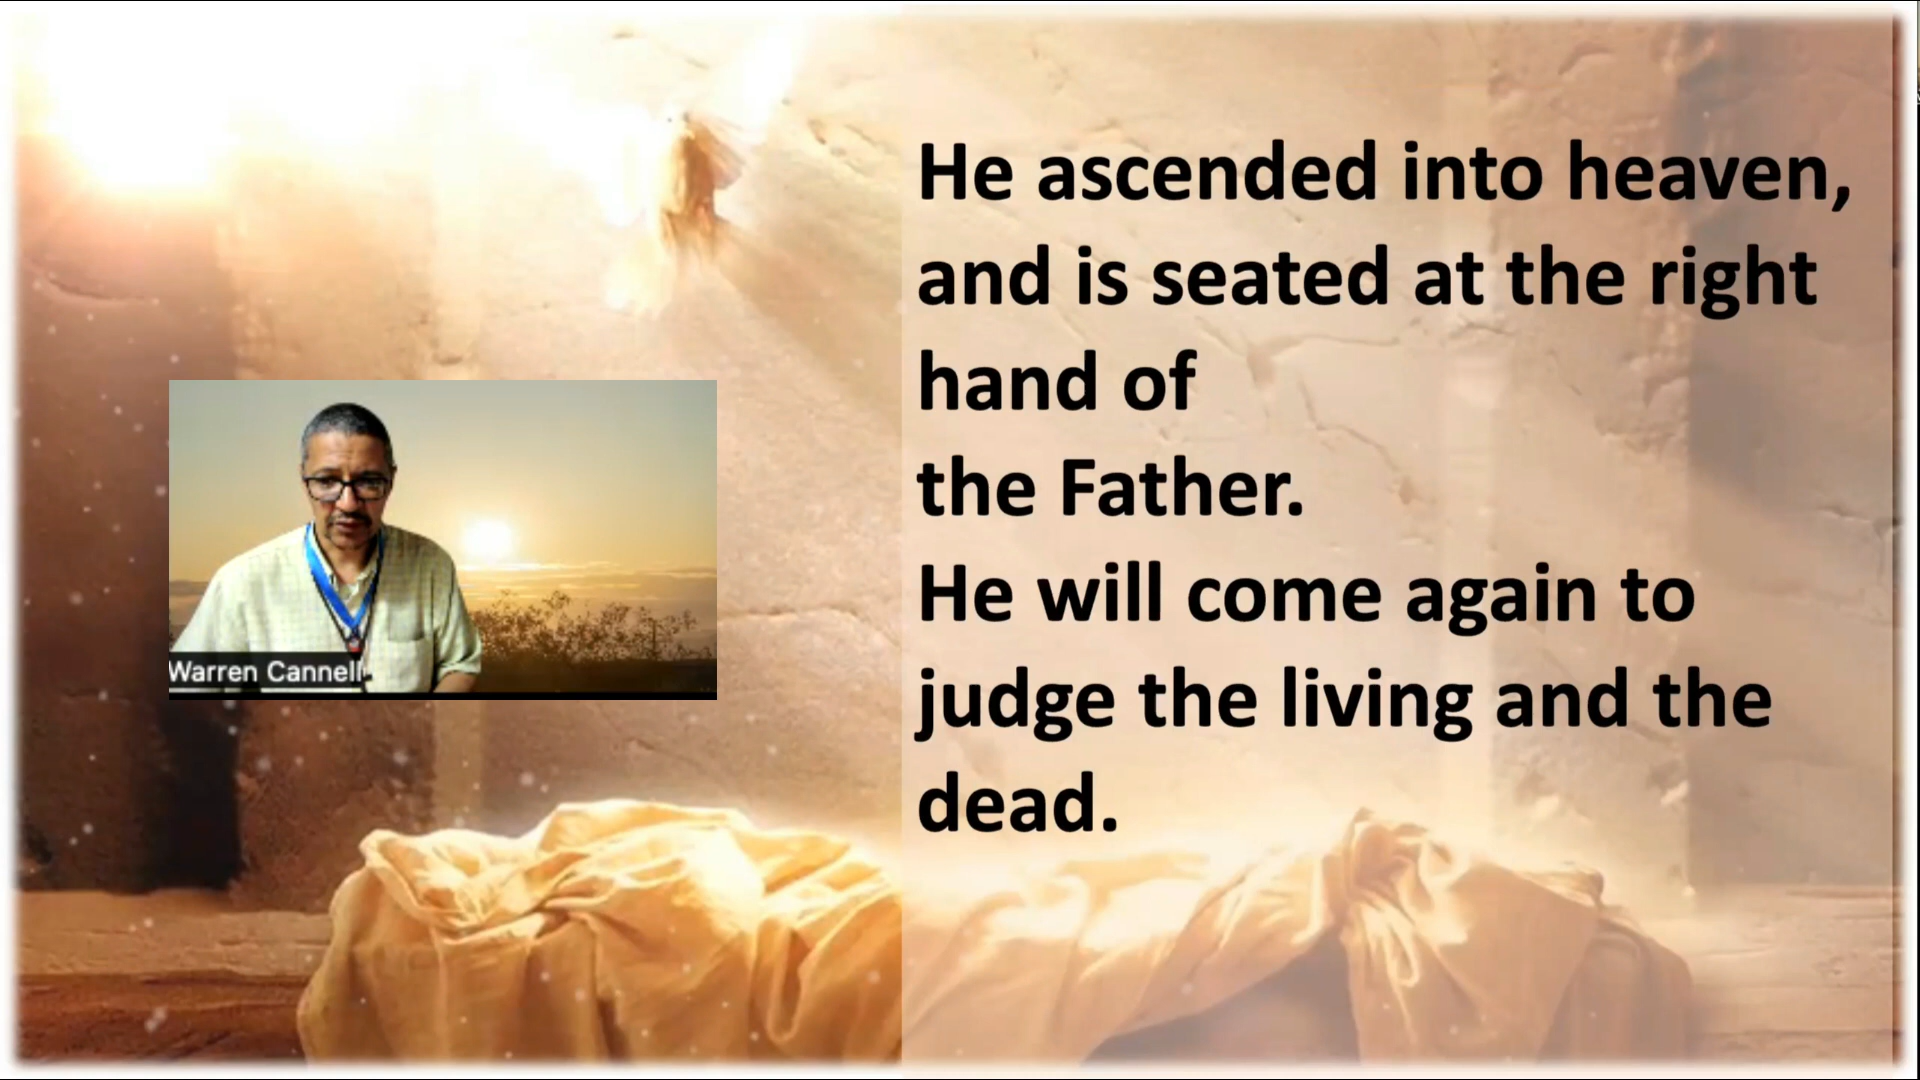 He ascended into heaven,
and is seated at the right
hand of
the Father.
He will come again to
judge the living and the
dead.
Warren Cannell